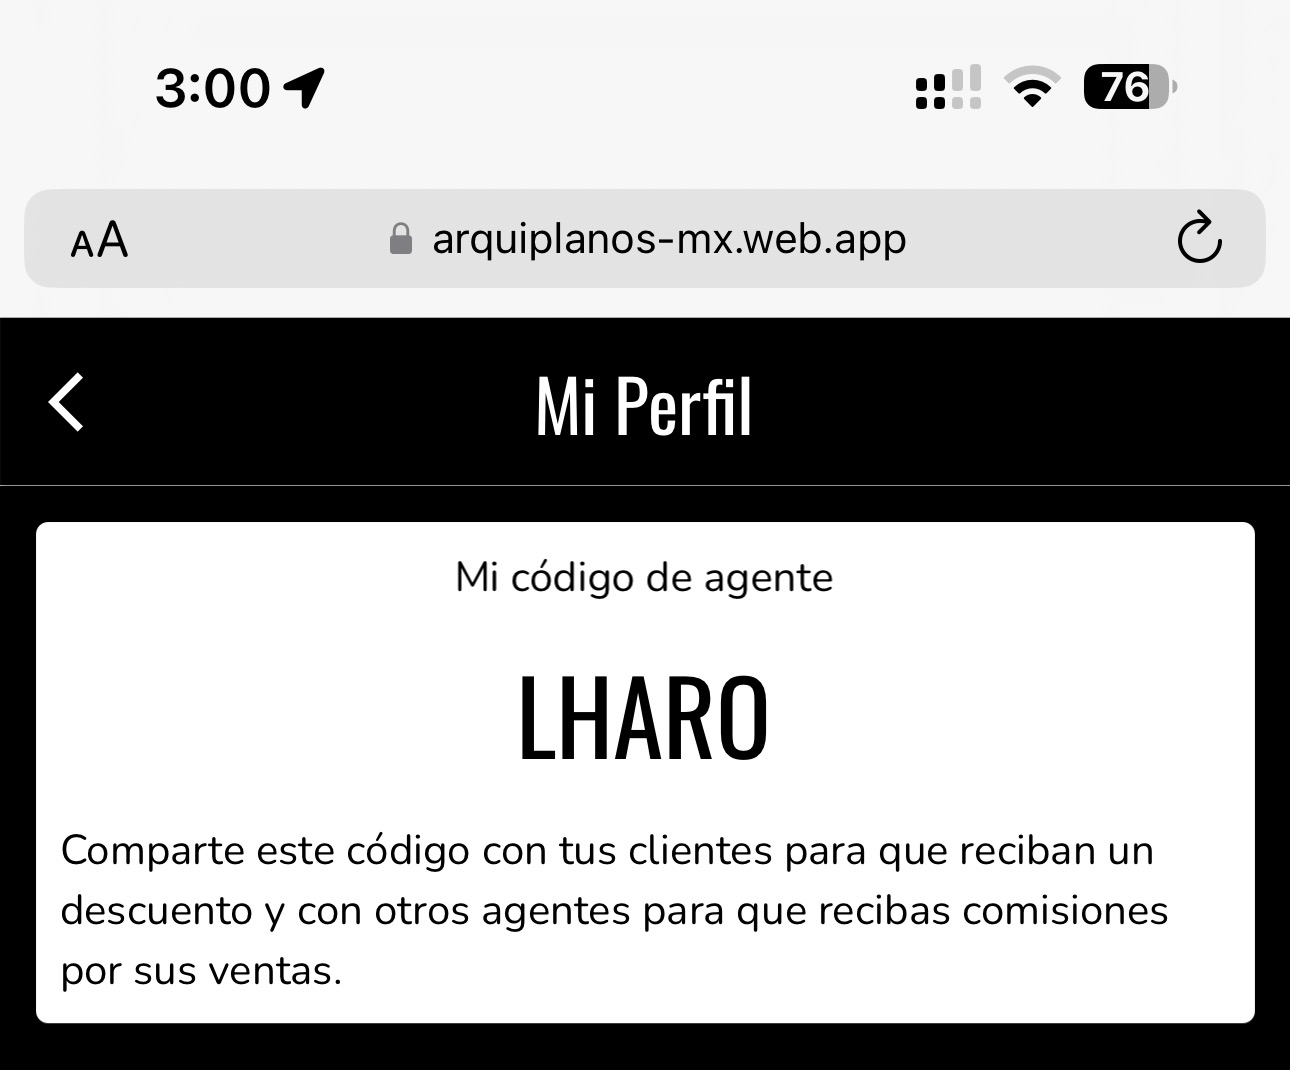 3:00
76
AA
arquiplanos-mx.web.app
Mi Perfil
Mi código de agente
LHARO
Comparte este código con tus clientes para que reciban un
descuento y con otros agentes para que recibas comisiones
por sus ventas.